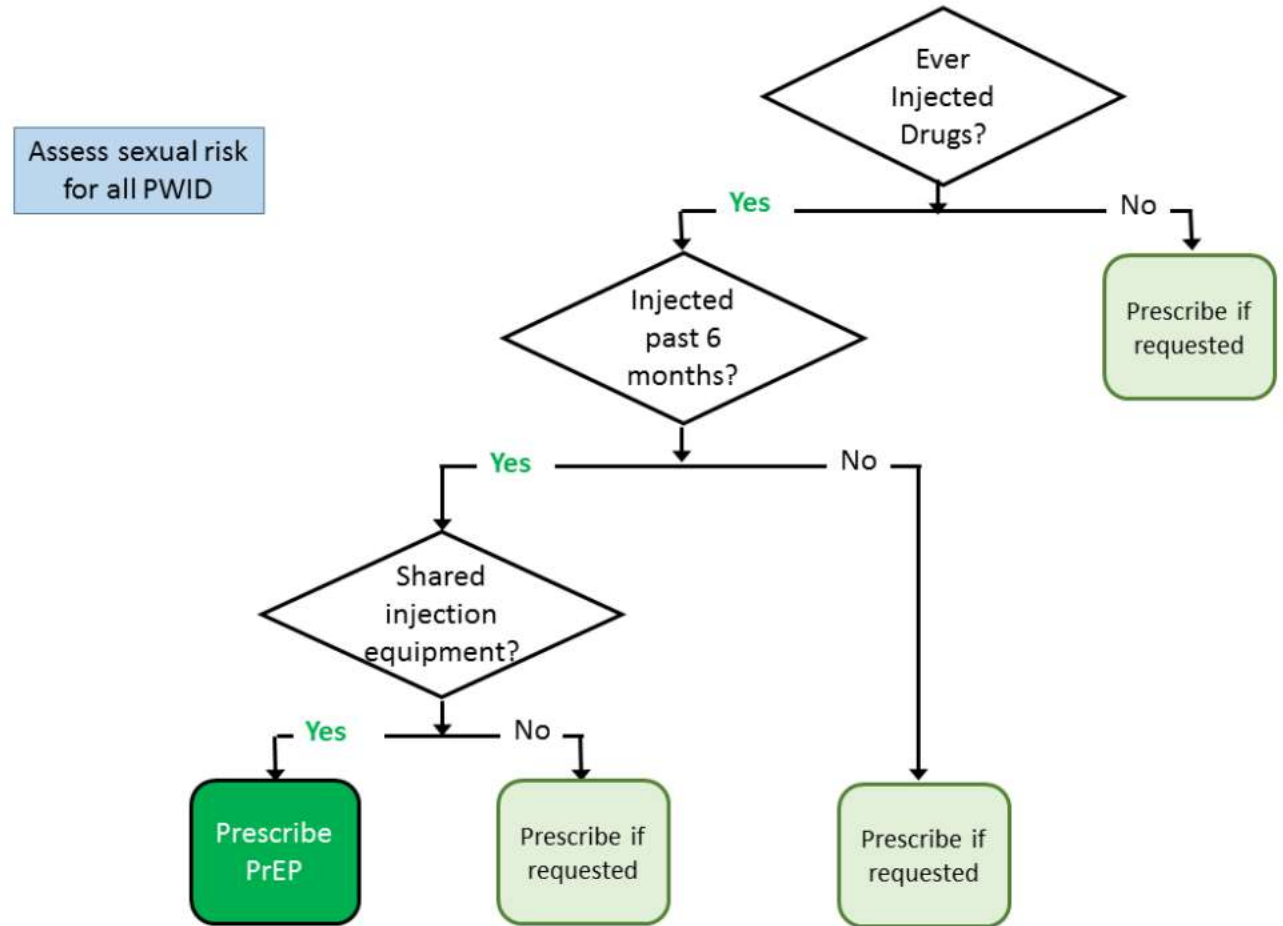 Ever
Injected
Drugs?
Assess sexual risk
for all PWID
Yes
No
Injected
past 6
months?
Prescribe if
requested
Yes
No
Shared
injection
equipment?
Yes
No
Prescribe
PrEP
Prescribe if
requested
Prescribe if
requested